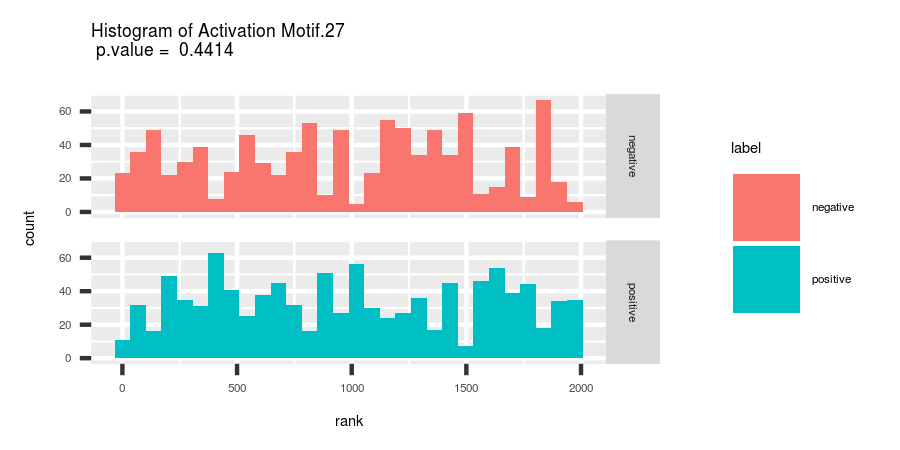 Histogram of Activation Motif.27
p.value =  0.4414
60
40
20
0
negative
60
40
20
0
positive
0
500
1000
1500
2000
rank
count
label
negative
positive